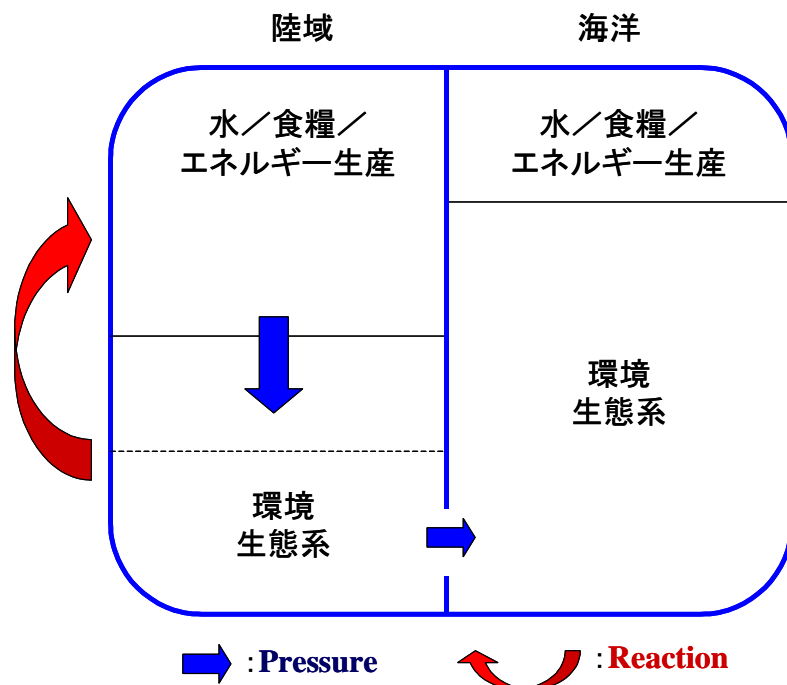 陸域
海洋
水／食糧／
エネルギー生産
水／食糧／
エネルギー生産
環境
生態系
環境
生態系
：Pressure
：Reaction